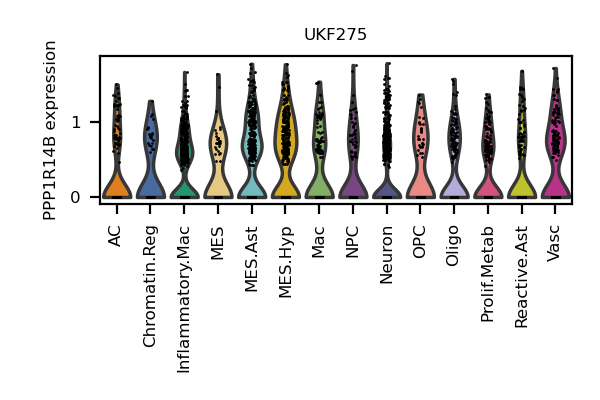 UKF275
PPP1R14B expression
1
0
AC
Chromatin.Reg
Inflammatory.Mac
MES
MES.Ast
MES.Hyp
Mac
NPC
Neuron
OPC
Oligo
Prolif.Metab
Reactive.Ast
Vasc